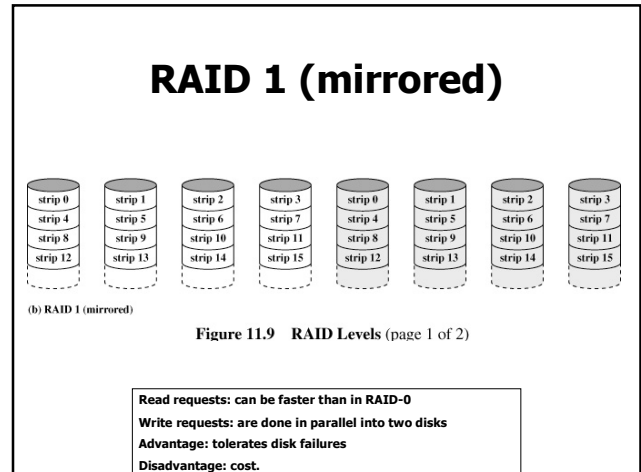 RAID 1 (mirrored)
strip 0 strip 1 strip 2 strip 3 strip 0 strip 1 strip 2 strip 3
strip 4 strip 5 strip 6 strip 7 strip 4 strip 5 strip 6 strip 7
strip 8 strip 9 strip 10 strip 11 strip 8 strip 9 strip 10 strip 11
strip 12 strip 13 strip 14 strip 15 strip 12 strip 13 strip 14 strip 15
(b) RAID 1 (mirrored)
Figure 11.9 RAID Levels (page 1 of 2)
Read requests: can be faster than in RAID-0
Write requests: are done in parallel into two disks
Advantage: tolerates disk failures
Disadvantage: cost.